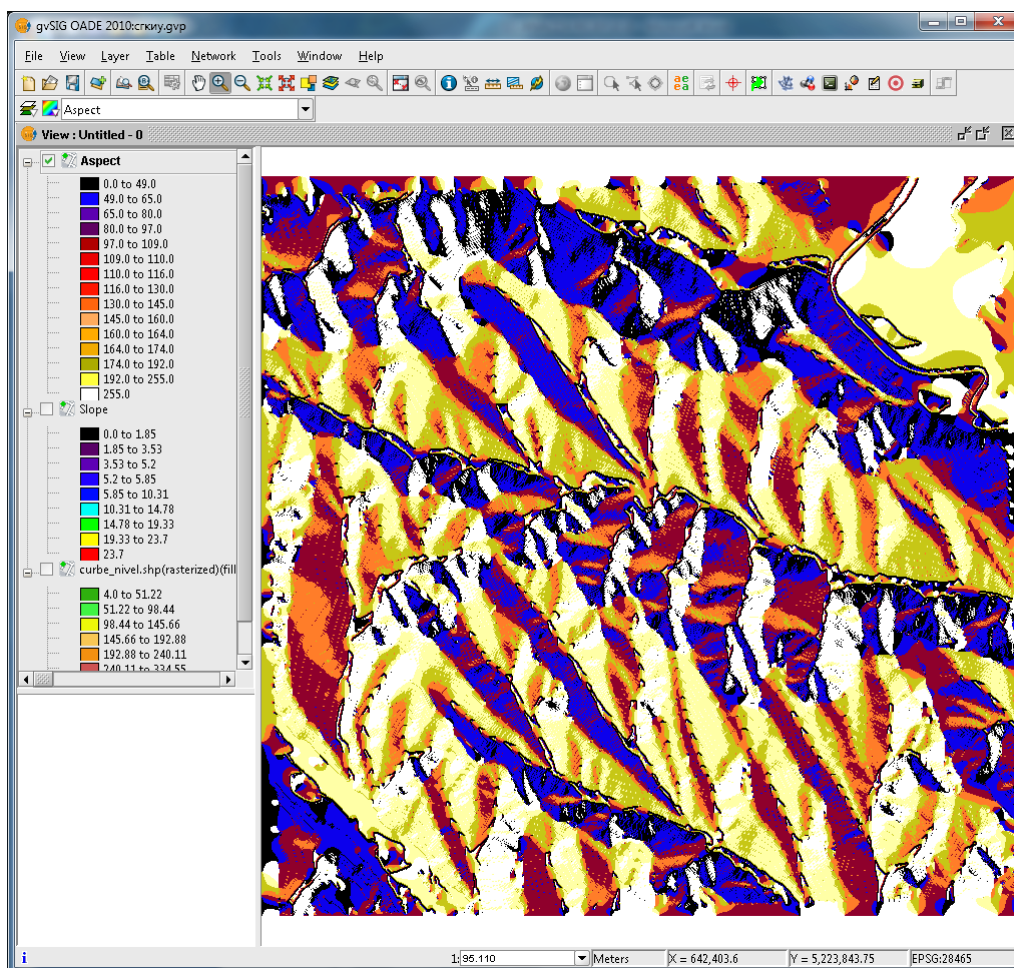 gvSIG OADE 2010:сгкиу.gvp
File View Layer Table Network Tools Window Help
Aspect
View : Untitled - 0
Aspect
0.0 to 49.0
49.0 to 65.0
65.0 to 80.0
80.0 to 97.0
97.0 to 109.0
109.0 to 110.0
110.0 to 116.0
116.0 to 130.0
130.0 to 145.0
145.0 to 160.0
160.0 to 164.0
164.0 to 174.0
174.0 to 192.0
192.0 to 255.0
255.0
Slope
0.0 to 1.85
1.85 to 3.53
3.53 to 5.2
5.2 to 5.85
5.85 to 10.31
10.31 to 14.78
14.78 to 19.33
19.33 to 23.7
23.7
curbe_nivel.shp(rasterized)(fill
4.0 to 51.22
51.22 to 98.44
98.44 to 145.66
145.66 to 192.88
192.88 to 240.11
240.11 to 334.55
1: 95.110 Meters X = 642,403.6 Y = 5,223,843.75 EPSG:28465